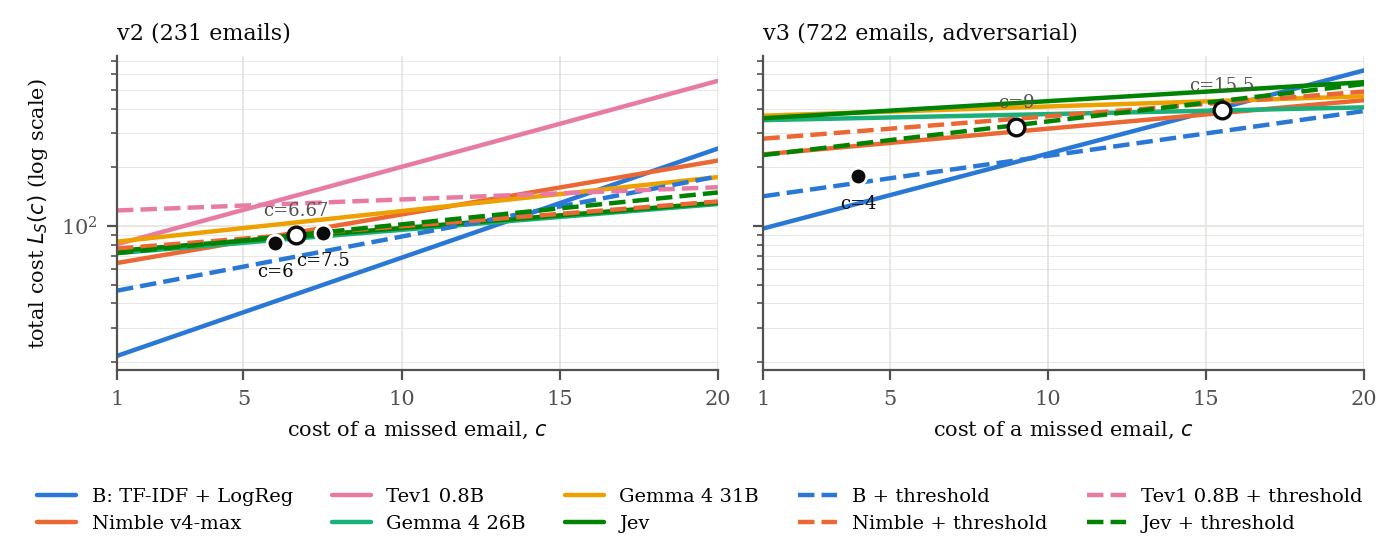 v2 (231 emails)
v3 (722 emails, adversarial)
total cost L_S(c) (log scale)
10²
c=6.67
c=6
c=7.5
c=9
c=15.5
c=4
1 5 10 15 20
1 5 10 15 20
cost of a missed email, c
cost of a missed email, c
B: TF-IDF + LogReg Tev1 0.8B Gemma 4 31B B + threshold Tev1 0.8B + threshold
Nimble v4-max Gemma 4 26B Jev Nimble + threshold Jev + threshold